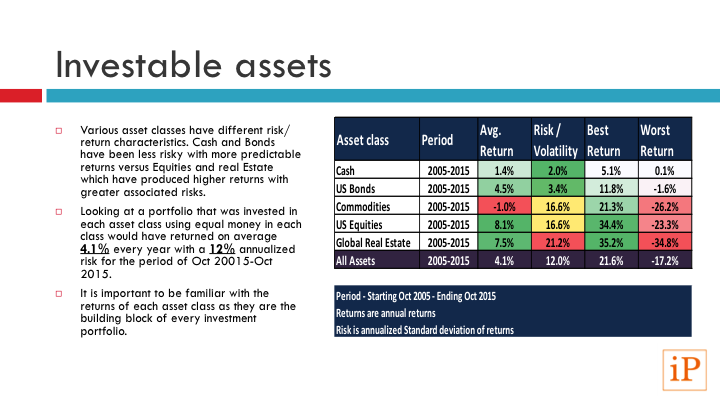 Investable assets
Various asset classes have different risk/
return characteristics. Cash and Bonds
have been less risky with more predictable
returns versus Equities and real Estate
which have produced higher returns with
greater associated risks.
Looking at a portfolio that was invested in
each asset class using equal money in each
class would have returned on average
4.1% every year with a 12% annualized
risk for the period of Oct 20015-Oct
2015.
It is important to be familiar with the
returns of each asset class as they are the
building block of every investment
portfolio.
Asset class Period Avg. Return Risk / Volatility Best Return Worst Return
Cash 2005-2015 1.4% 2.0% 5.1% 0.1%
US Bonds 2005-2015 4.5% 3.4% 11.8% -1.6%
Commodities 2005-2015 -1.0% 16.6% 21.3% -26.2%
US Equities 2005-2015 8.1% 16.6% 34.4% -23.3%
Global Real Estate 2005-2015 7.5% 21.2% 35.2% -34.8%
All Assets 2005-2015 4.1% 12.0% 21.6% -17.2%
Period - Starting Oct 2005 - Ending Oct 2015
Returns are annual returns
Risk is annualized Standard deviation of returns
iP